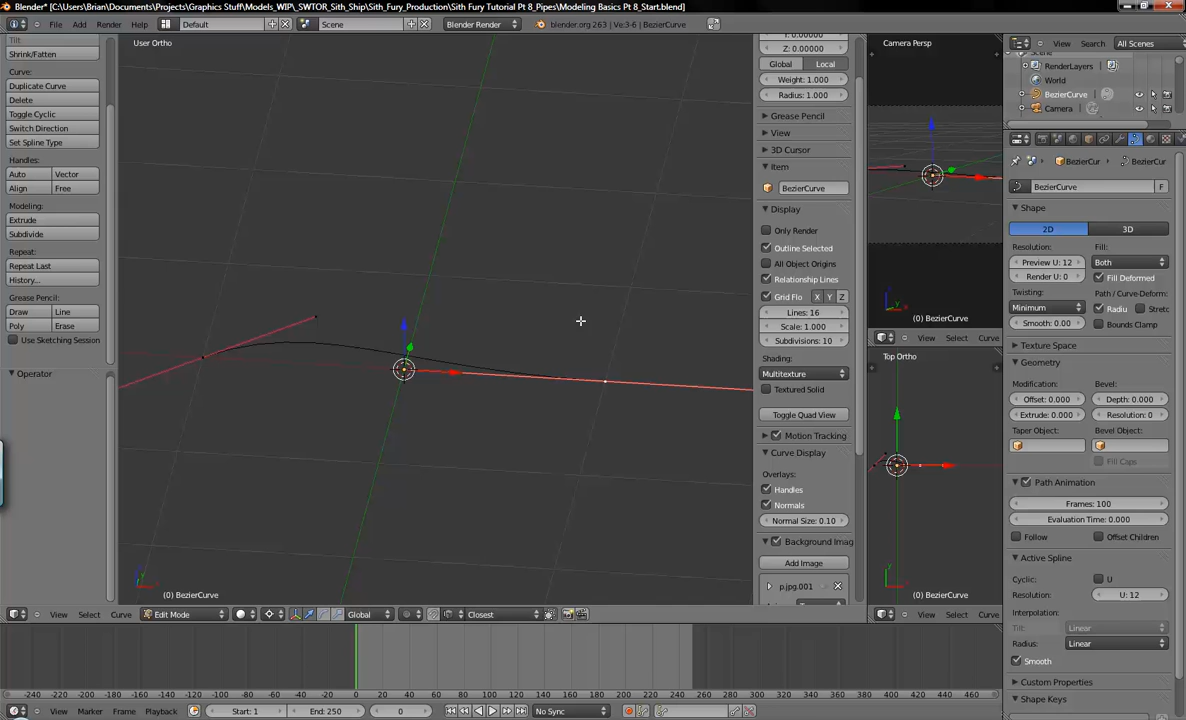 Blender* [C:\Users\Brian\Documents\Projects\Graphics Stuff\Models_WIP_SWTOR_Sith_Ship\Sith_Fury_Production\Sith Fury Tutorial Pt 8_Pipes\Modeling Basics Pt 8_Start.blend]
File Add Render Help Default Scene Blender Render blender.org 263 | Ve:3-6 | BezierCurve
Tilt
Shrink/Fatten
Curve:
Duplicate Curve
Delete
Toggle Cyclic
Switch Direction
Set Spline Type
Handles:
Auto Vector
Align Free
Modeling:
Extrude
Subdivide
Repeat:
Repeat Last
History...
Grease Pencil:
Draw Line
Poly Erase
Use Sketching Session
Operator
User Ortho
(0) BezierCurve
View Select Curve Edit Mode Global Closest
Y: 0.00000
Z: 0.00000
Global Local
Weight: 1.000
Radius: 1.000
Grease Pencil
View
3D Cursor
Item
BezierCurve
Display
Only Render
Outline Selected
All Object Origins
Relationship Lines
Grid Flo X Y Z
Lines: 16
Scale: 1.000
Subdivisions: 10
Shading:
Multitexture
Textured Solid
Toggle Quad View
Motion Tracking
Curve Display
Overlays:
Handles
Normals
Normal Size: 0.10
Background Imag
Add Image
p.jpg.001
Camera Persp
(0) BezierCurve
View Select Curve
Top Ortho
(0) BezierCurve
View Select Curve
View Search All Scenes
RenderLayers
World
BezierCurve
Camera
BezierCur BezierCur
BezierCurve F
Shape
2D 3D
Resolution: Fill:
Preview U: 12 Both
Render U: 0 Fill Deformed
Twisting: Path / Curve-Deform:
Minimum Radiu Stretc
Smooth: 0.00 Bounds Clamp
Texture Space
Geometry
Modification: Bevel:
Offset: 0.000 Depth: 0.000
Extrude: 0.000 Resolution: 0
Taper Object: Bevel Object:
Fill Caps
Path Animation
Frames: 100
Evaluation Time: 0.000
Follow Offset Children
Active Spline
Cyclic: U
Resolution: U: 12
Interpolation:
Tilt: Linear
Radius: Linear
Smooth
Custom Properties
Shape Keys
-240 -220 -200 -180 -160 -140 -120 -100 -80 -60 -40 -20 0 20 40 60 80 100 120 140 160 180 200 220 240 260 280 300 320 340 360 380 400 420 440 460
View Marker Frame Playback Start: 1 End: 250 0 No Sync